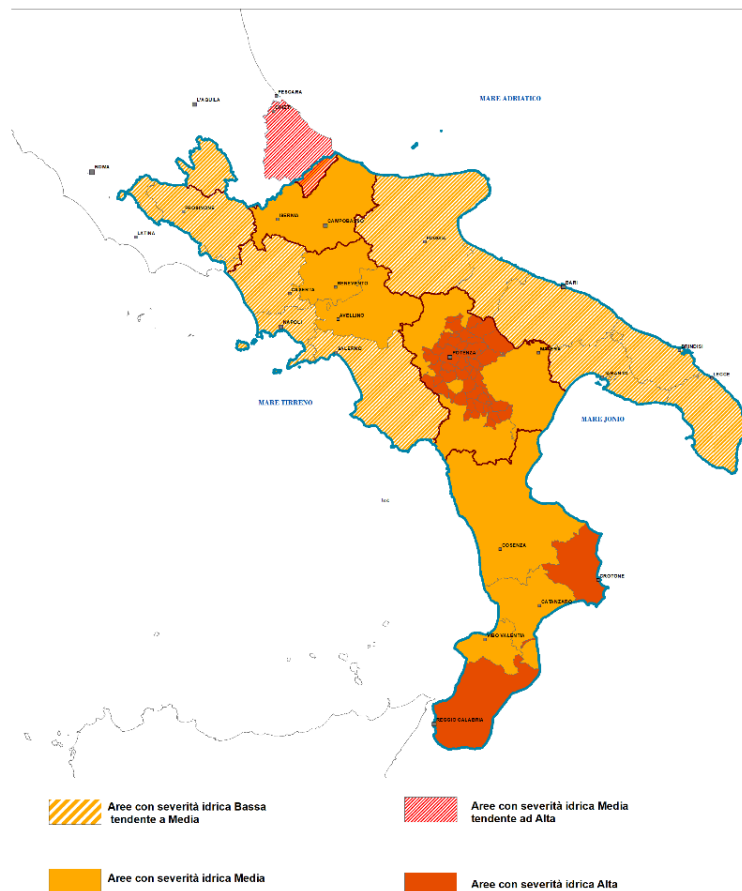 PESCARA
L'AQUILA
CHIETI
MARE ADRIATICO
ROMA
FROSINONE
LATINA
ISERNIA
CAMPOBASSO
FOGGIA
BARI
BENEVENTO
CASERTA
AVELLINO
NAPOLI
SALERNO
POTENZA
MATERA
BRINDISI
TARANTO
LECCE
MARE TIRRENO
MARE JONIO
COSENZA
CROTONE
CATANZARO
VIBO VALENTIA
REGGIO CALABRIA
Aree con severità idrica Bassa
tendente a Media
Aree con severità idrica Media
tendente ad Alta
Aree con severità idrica Media
Aree con severità idrica Alta